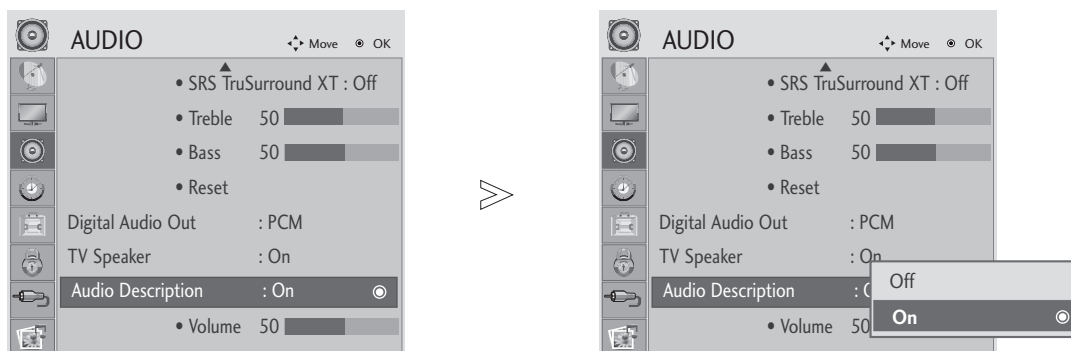 AUDIO
Move OK
• SRS TruSurround XT : Off
• Treble 50
• Bass 50
• Reset
Digital Audio Out : PCM
TV Speaker : On
Audio Description : On
• Volume 50
AUDIO
Move OK
• SRS TruSurround XT : Off
• Treble 50
• Bass 50
• Reset
Digital Audio Out : PCM
TV Speaker : On
Audio Description :
• Volume 50
Off
On